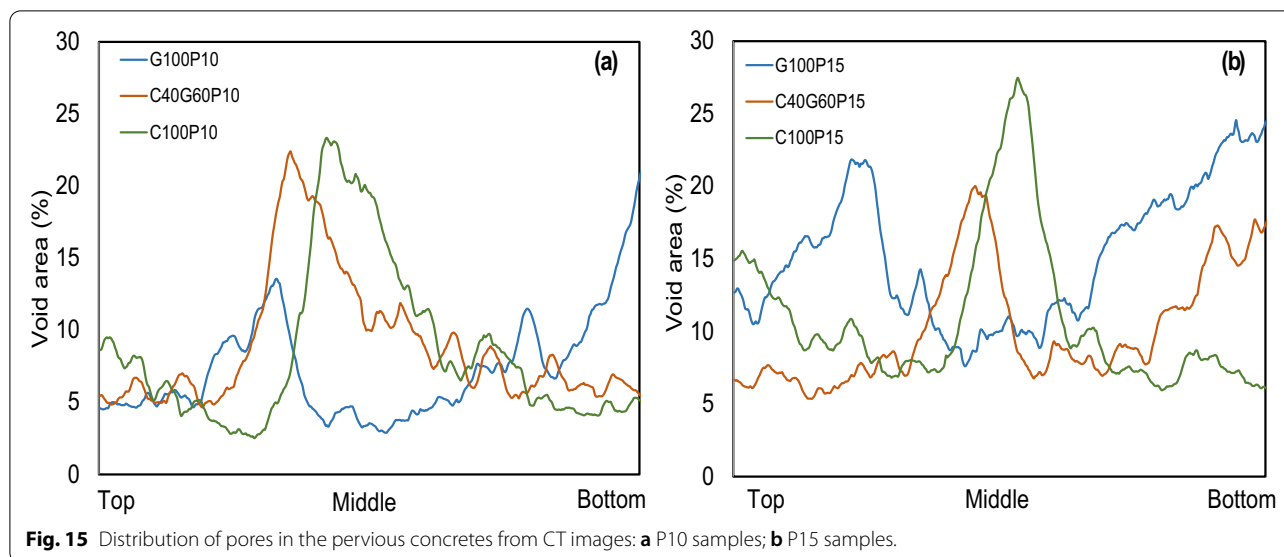 30
25
20
15
10
5
0
Void area (%)
G100P10
C40G60P10
C100P10
(a)
Top Middle Bottom
30
25
20
15
10
5
0
Void area (%)
G100P15
C40G60P15
C100P15
(b)
Top Middle Bottom
Fig. 15 Distribution of pores in the pervious concretes from CT images: a P10 samples; b P15 samples.